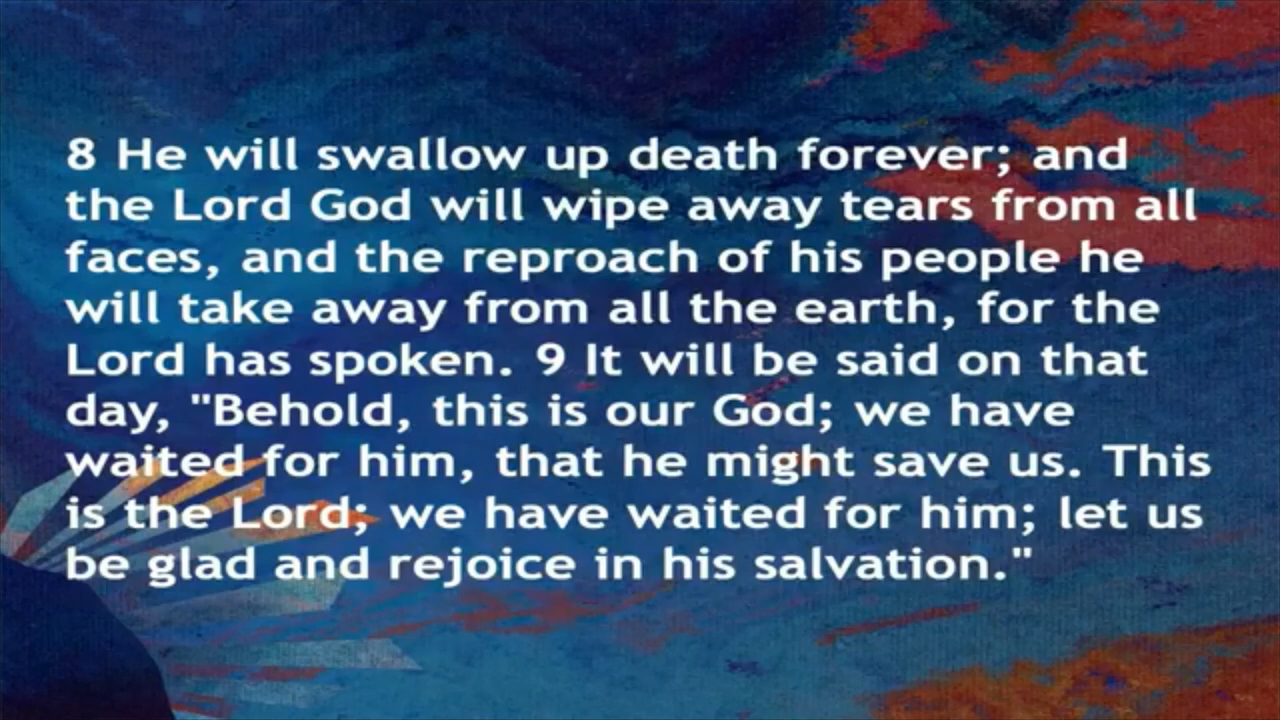 8 He will swallow up death forever; and
the Lord God will wipe away tears from all
faces, and the reproach of his people he
will take away from all the earth, for the
Lord has spoken. 9 It will be said on that
day, "Behold, this is our God; we have
waited for him, that he might save us. This
is the Lord; we have waited for him; let us
be glad and rejoice in his salvation."